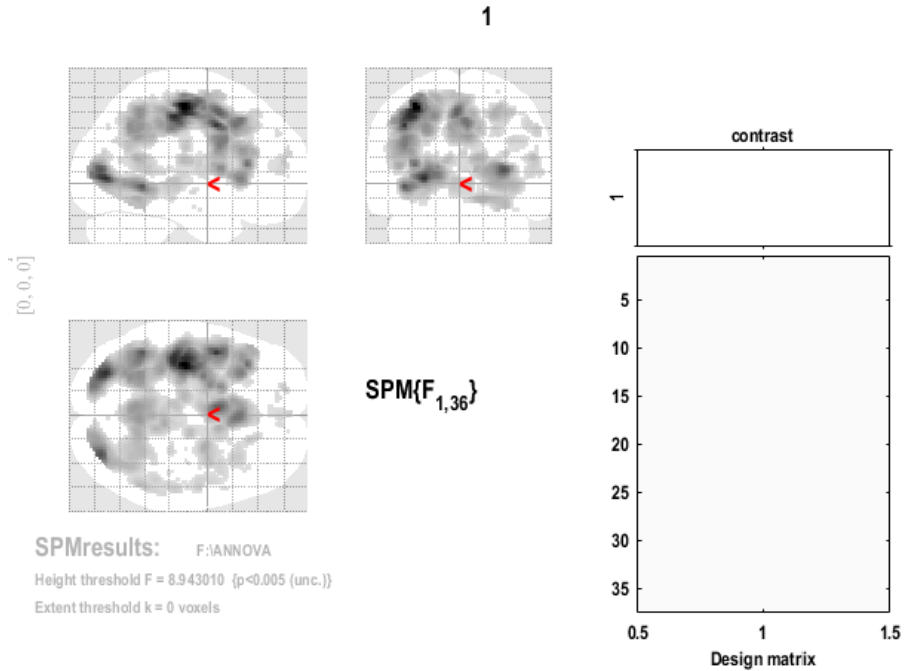 1
<
<
[0, 0, 0]
<
SPM{F1,36}
SPMresults: F:\ANNOVA
Height threshold F = 8.943010 {p<0.005 (unc.)}
Extent threshold k = 0 voxels
contrast
1
5
10
15
20
25
30
35
0.5 1 1.5
Design matrix